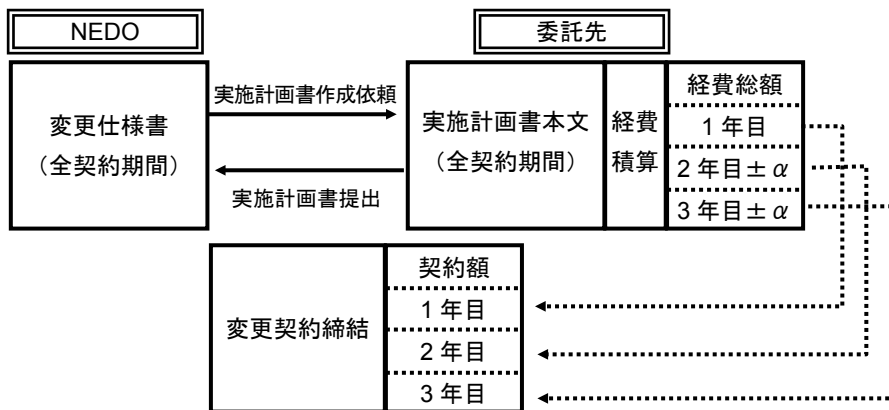 NEDO
委託先
変更仕様書
（全契約期間）
実施計画書作成依頼
実施計画書提出
実施計画書本文
（全契約期間）
経費
積算
経費総額
1 年目
2 年目± α
3 年目± α
変更契約締結
契約額
1 年目
2 年目
3 年目